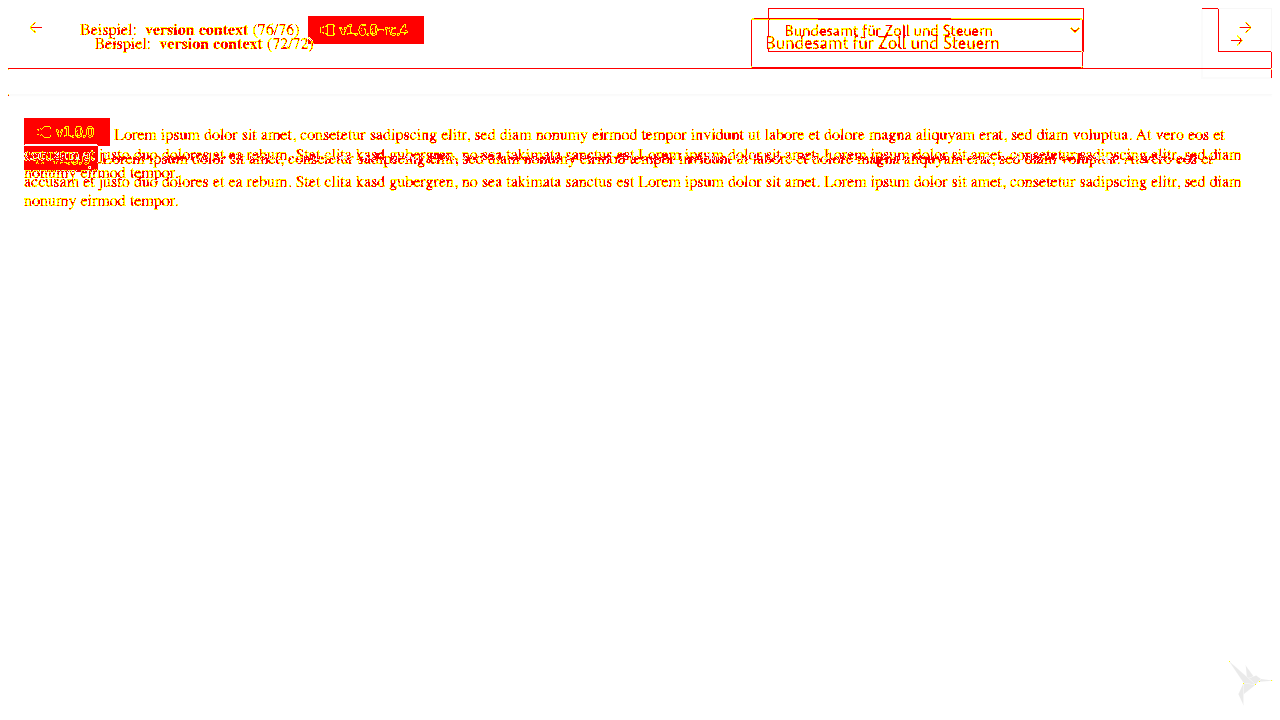 Beispiel: version context (76/76) v1.6.0-rc.4 Bundesamt für Zoll und Steuern
Beispiel: version context (72/72) Bundesamt für Zoll und Steuern
v1.0.0 Lorem ipsum dolor sit amet, consetetur sadipscing elitr, sed diam nonumy eirmod tempor invidunt ut labore et dolore magna aliquyam erat, sed diam voluptua. At vero eos et
accusam et justo duo dolores et ea rebum. Stet clita kasd gubergren, no sea takimata sanctus est Lorem ipsum dolor sit amet. Lorem ipsum dolor sit amet, consetetur sadipscing elitr, sed diam
Lorem ipsum dolor sit amet, consetetur sadipscing elitr, sed diam nonumy eirmod tempor invidunt ut labore et dolore magna aliquyam erat, sed diam voluptua. At vero eos et
nonumy eirmod tempor.
accusam et justo duo dolores et ea rebum. Stet clita kasd gubergren, no sea takimata sanctus est Lorem ipsum dolor sit amet. Lorem ipsum dolor sit amet, consetetur sadipscing elitr, sed diam
nonumy eirmod tempor.